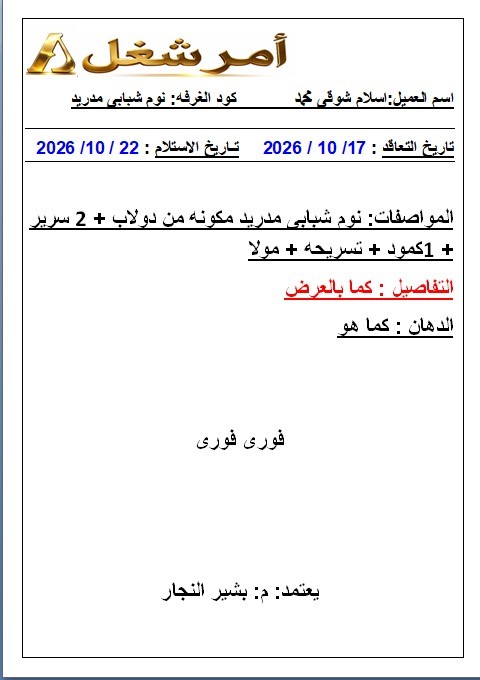 أمر شغل
اسم العميل:اسلام شوقى محمد كود الغرفه: نوم شبابى مدريد
تاريخ التعاقد : 17/ 10 / 2026 تاريخ الاستلام : 22 / 10/ 2026
المواصفات: نوم شبابى مدريد مكونه من دولاب + 2 سرير
+ 1كمود + تسريحه + مولا
التفاصيل : كما بالعرض
الدهان : كما هو
فورى فورى
يعتمد: م: بشير النجار